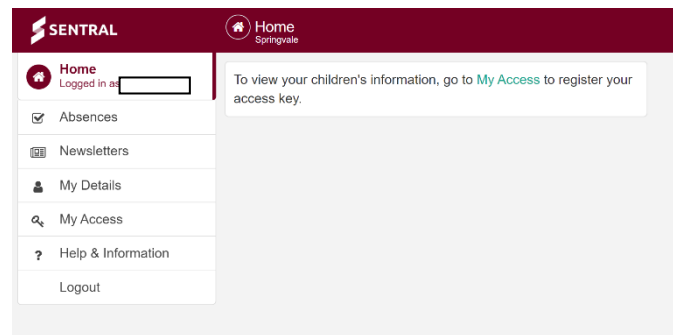 SENTRAL
Home
Springvale
Home
Logged in as
To view your children's information, go to My Access to register your
access key.
Absences
Newsletters
My Details
My Access
? Help & Information
Logout